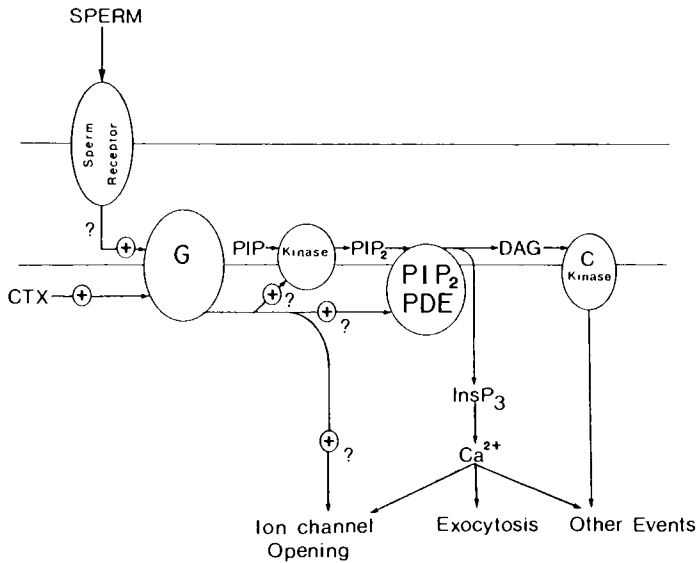 SPERM
Sperm
Receptor
?
+
G
PIP
Kinase
PIP2
DAG
C
Kinase
PIP2
PDE
CTX
+
+
?
+
?
InsP3
+
?
Ca2+
Ion channel
Opening
Exocytosis
Other Events